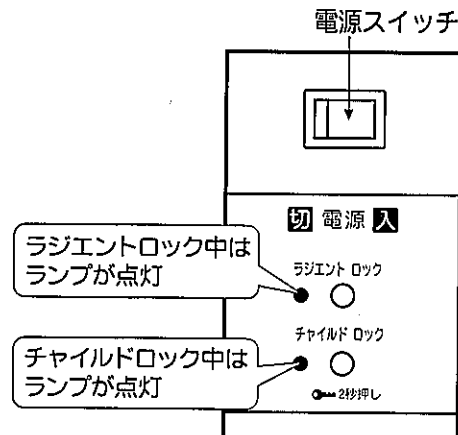 電源スイッチ
切 電源 入
ラジエントロック中は
ランプが点灯
ラジエント ロック
チャイルド ロック
チャイルドロック中は
ランプが点灯
2秒押し